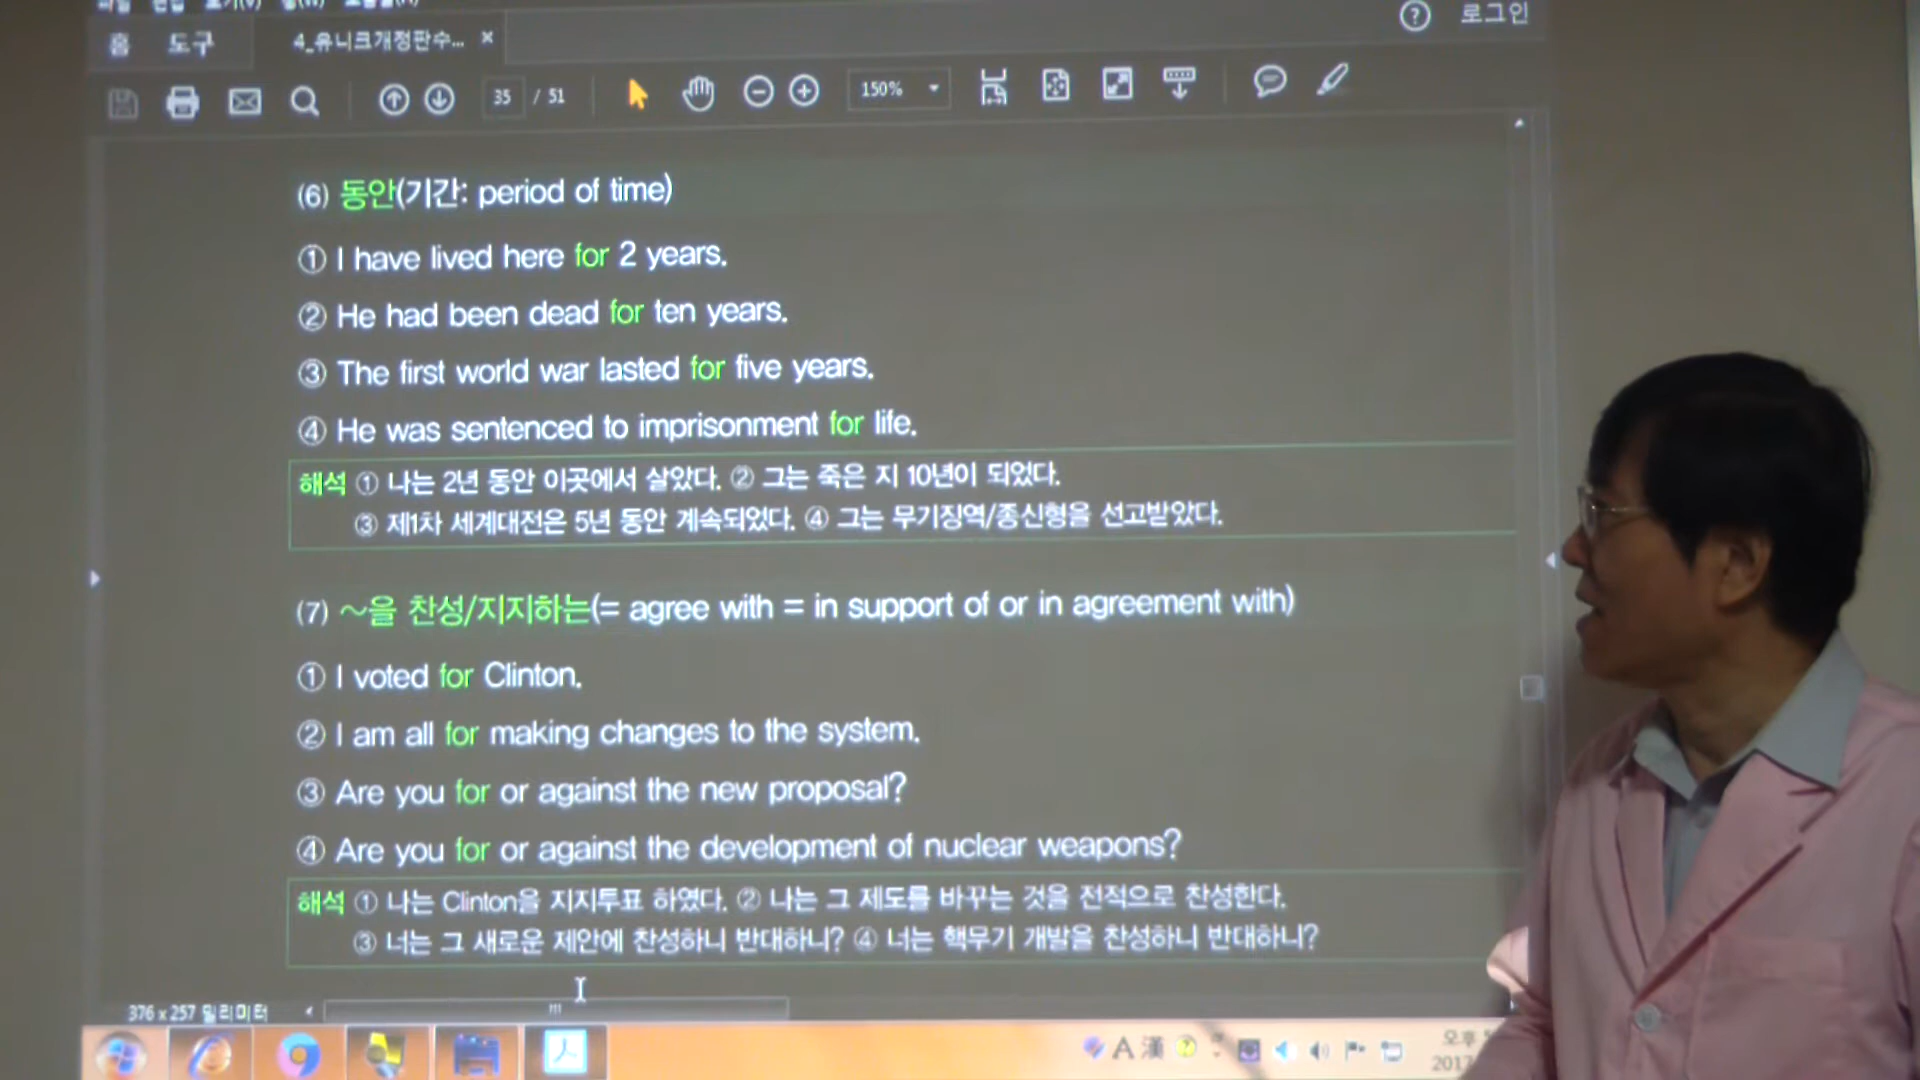 로그인
홈 도구 4_유니크개정판수... ×
35 / 51 150%
(6) 동안(기간: period of time)
① I have lived here for 2 years.
② He had been dead for ten years.
③ The first world war lasted for five years.
④ He was sentenced to imprisonment for life.
해석 ① 나는 2년 동안 이곳에서 살았다. ② 그는 죽은 지 10년이 되었다.
③ 제1차 세계대전은 5년 동안 계속되었다. ④ 그는 무기징역/종신형을 선고받았다.
(7) ~을 찬성/지지하는(= agree with = in support of or in agreement with)
① I voted for Clinton.
② I am all for making changes to the system.
③ Are you for or against the new proposal?
④ Are you for or against the development of nuclear weapons?
해석 ① 나는 Clinton을 지지투표 하였다. ② 나는 그 제도를 바꾸는 것을 전적으로 찬성한다.
③ 너는 그 새로운 제안에 찬성하니 반대하니? ④ 너는 핵무기 개발을 찬성하니 반대하니?
376 x 257 밀리미터
A 漢 오후
2017